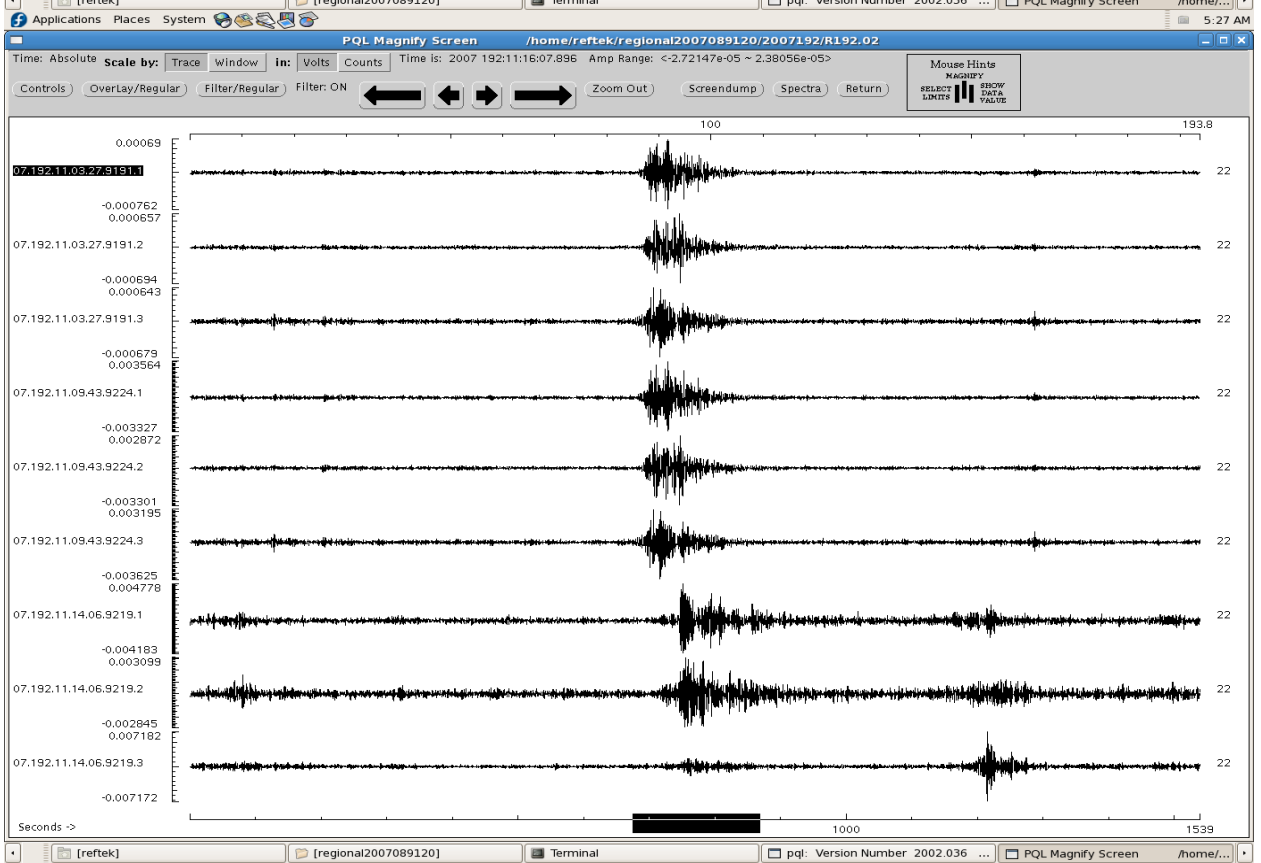 [reftek] [regional2007089120] Terminal pql: Version Number 2002.036 ... PQL Magnify Screen /home/...
Applications Places System 5:27 AM
PQL Magnify Screen /home/reftek/regional2007089120/2007192/R192.02
Time: Absolute Scale by: Trace Window in: Volts Counts Time is: 2007 192:11:16:07.896 Amp Range: <-2.72147e-05 ~ 2.38056e-05>
Controls OverLay/Regular Filter/Regular Filter: ON Zoom Out Screendump Spectra Return
Mouse Hints
MAGNIFY
SELECT LIMITS SHOW DATA VALUE
100 193.8
0.00069
07.192.11.03.27.9191.1 22
-0.000762
0.000657
07.192.11.03.27.9191.2 22
-0.000694
0.000643
07.192.11.03.27.9191.3 22
-0.000679
0.003564
07.192.11.09.43.9224.1 22
-0.003327
0.002872
07.192.11.09.43.9224.2 22
-0.003301
0.003195
07.192.11.09.43.9224.3 22
-0.003625
0.004778
07.192.11.14.06.9219.1 22
-0.004183
0.003099
07.192.11.14.06.9219.2 22
-0.002845
0.007182
07.192.11.14.06.9219.3 22
-0.007172
Seconds -> 1000 1539
[reftek] [regional2007089120] Terminal pql: Version Number 2002.036 ... PQL Magnify Screen /home/...